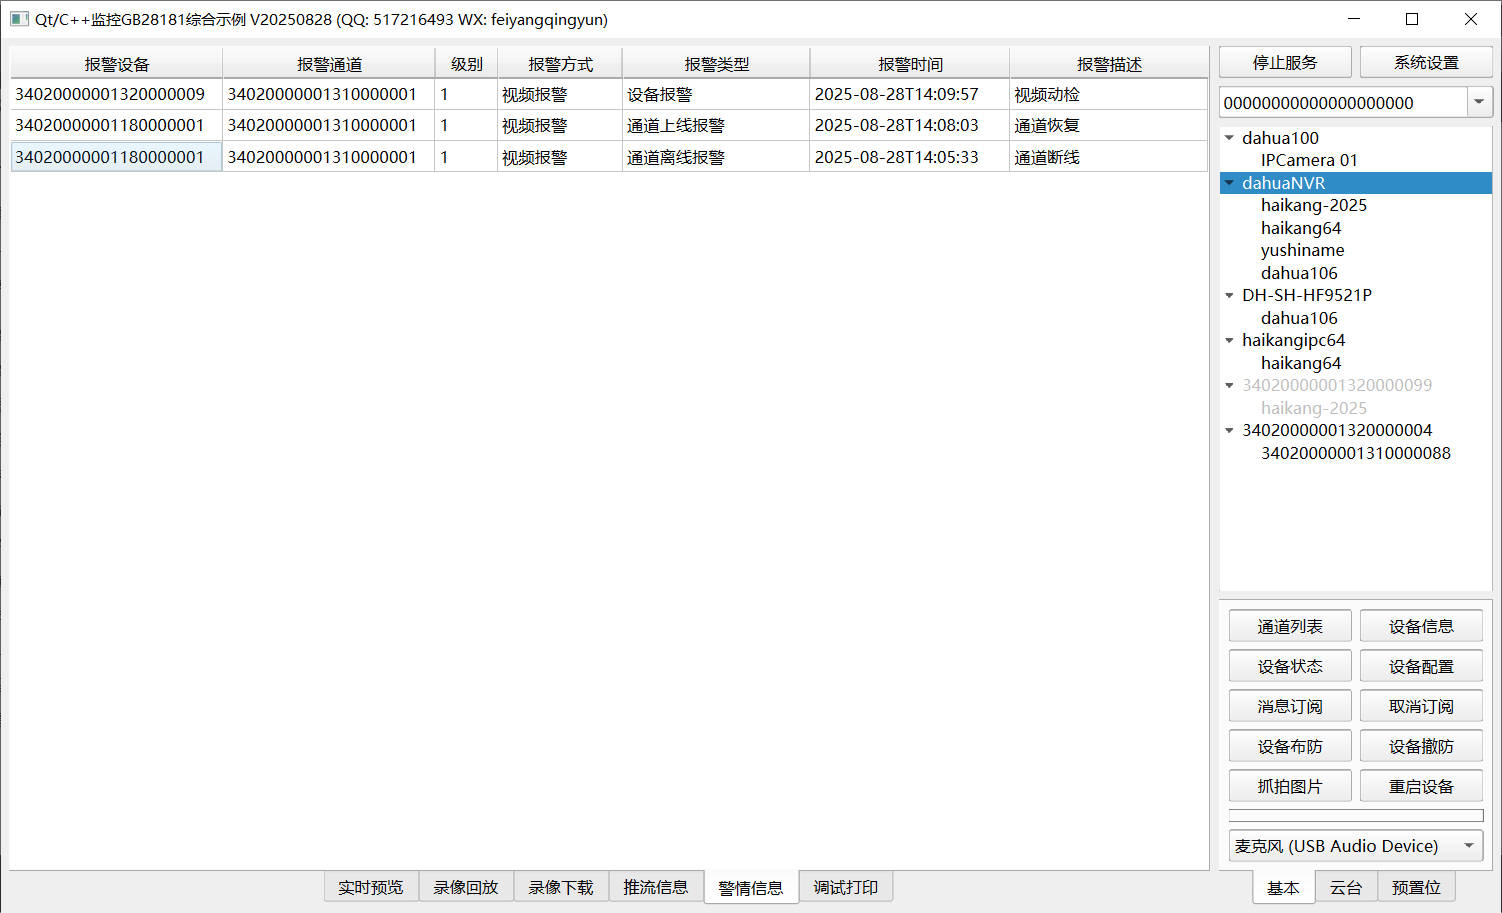 Qt/C++监控GB28181综合示例 V20250828 (QQ: 517216493 WX: feiyangqingyun)
报警设备 报警通道 级别 报警方式 报警类型 报警时间 报警描述
34020000001320000009 34020000001310000001 1 视频报警 设备报警 2025-08-28T14:09:57 视频动检
34020000001180000001 34020000001310000001 1 视频报警 通道上线报警 2025-08-28T14:08:03 通道恢复
34020000001180000001 34020000001310000001 1 视频报警 通道离线报警 2025-08-28T14:05:33 通道断线
停止服务 系统设置
00000000000000000000
dahua100
IPCamera 01
dahuaNVR
haikang-2025
haikang64
yushiname
dahua106
DH-SH-HF9521P
dahua106
haikangipc64
haikang64
34020000001320000099
haikang-2025
34020000001320000004
34020000001310000088
通道列表 设备信息
设备状态 设备配置
消息订阅 取消订阅
设备布防 设备撤防
抓拍图片 重启设备
麦克风 (USB Audio Device)
实时预览 录像回放 录像下载 推流信息 警情信息 调试打印
基本 云台 预置位